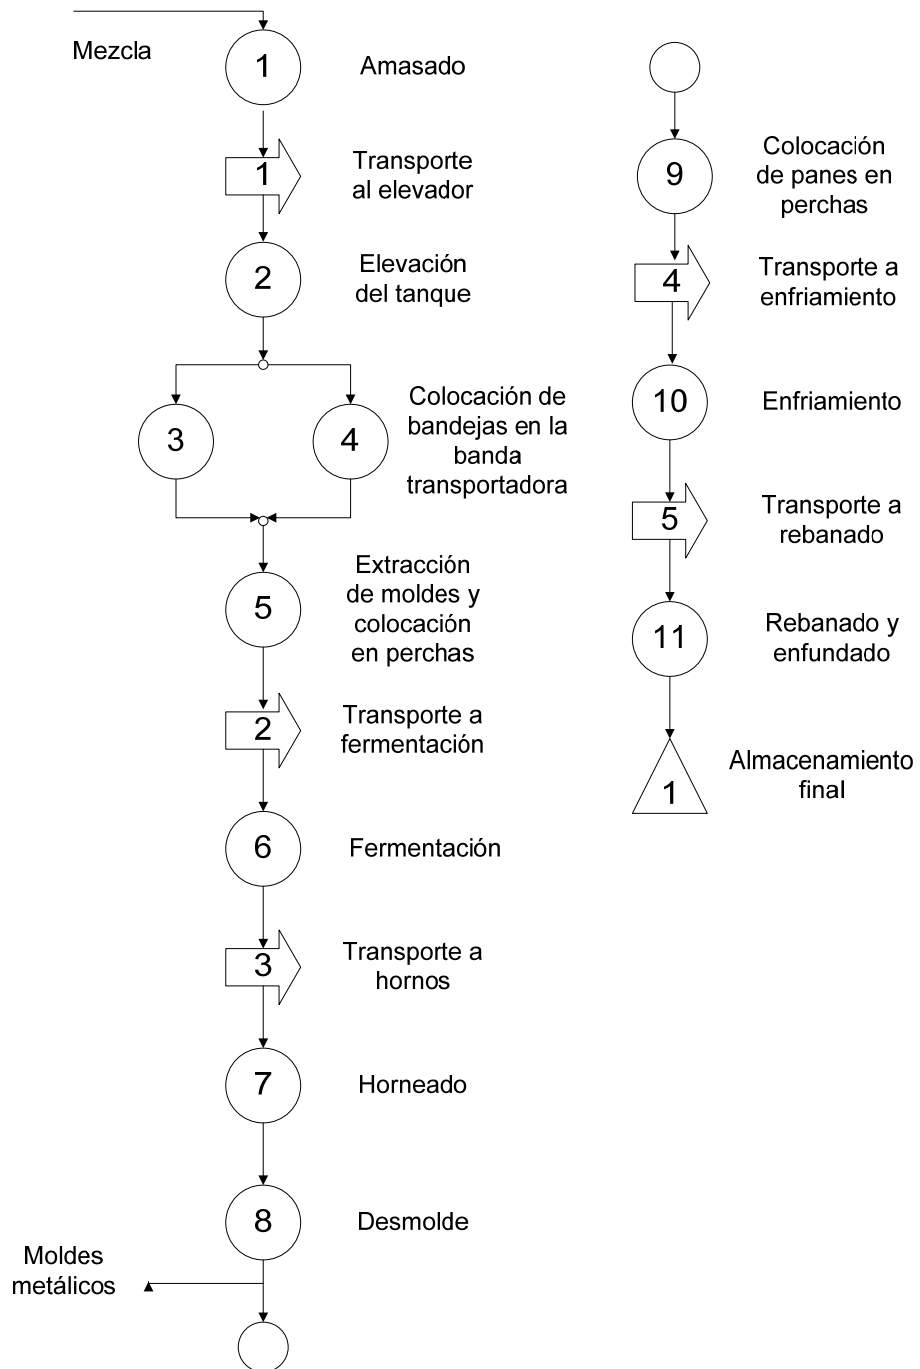 Mezcla
1
Amasado
1
Transporte
al elevador
2
Elevación
del tanque
3
4
Colocación de
bandejas en la
banda
transportadora
5
Extracción
de moldes y
colocación
en perchas
2
Transporte a
fermentación
6
Fermentación
3
Transporte a
hornos
7
Horneado
8
Desmolde
Moldes
metálicos
9
Colocación
de panes en
perchas
4
Transporte a
enfriamiento
10
Enfriamiento
5
Transporte a
rebanado
11
Rebanado y
enfundado
1
Almacenamiento
final